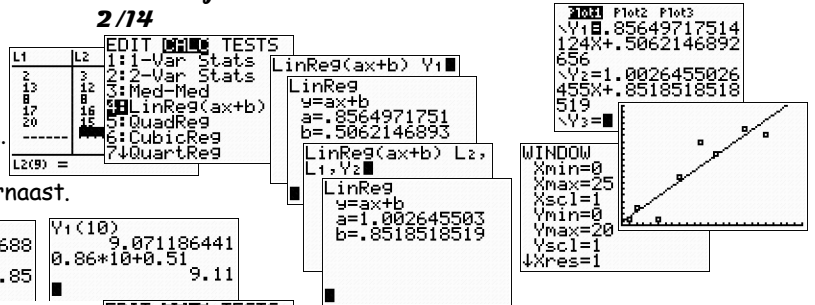 2/14
L1 L2
2 3
13 12
8 8
17 16
20 15
L2(9) =
EDIT CALC TESTS
1:1-Var Stats
2:2-Var Stats
3:Med-Med
4:LinReg(ax+b)
5:QuadReg
6:CubicReg
7↓QuartReg
LinReg(ax+b) Y1
LinReg
y=ax+b
a=.8564971751
b=.5062146893
LinReg(ax+b) L2,
L1,Y2
LinReg
y=ax+b
a=1.002645503
b=.8518518519
Plot1 Plot2 Plot3
\Y1=.85649717514
124X+.5062146892
656
\Y2=1.0026455026
455X+.8518518518
519
\Y3=
WINDOW
Xmin=0
Xmax=25
Xscl=1
Ymin=0
Ymax=20
Yscl=1
↓Xres=1
rnaast.
688
.85
Y1(10)
9.071186441
0.86*10+0.51
9.11